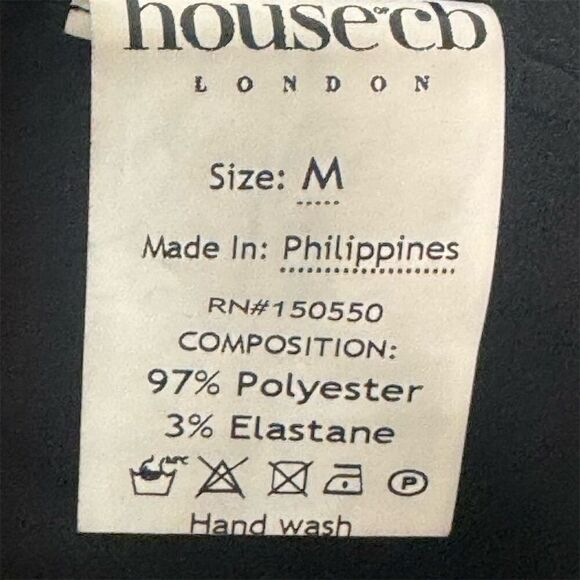 house of cb
LONDON
Size: M
Made In: Philippines
RN#150550
COMPOSITION:
97% Polyester
3% Elastane
P
Hand wash